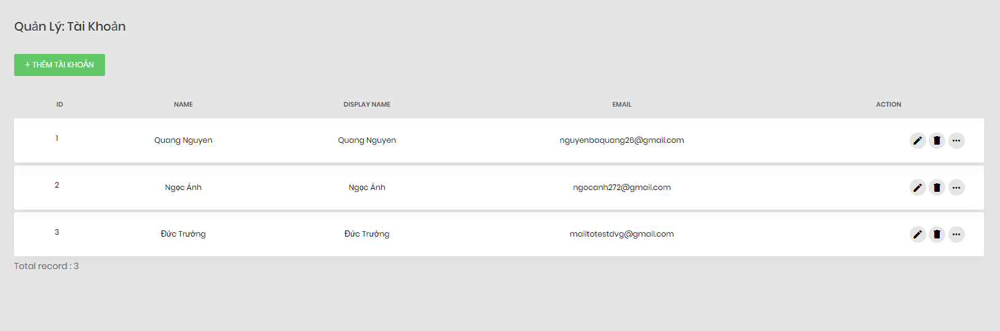 Quản Lý: Tài Khoản
+ THÊM TÀI KHOẢN
ID NAME DISPLAY NAME EMAIL ACTION
1 Quang Nguyen Quang Nguyen nguyenbaquang26@gmail.com
2 Ngọc Ánh Ngọc Ánh ngocanh272@gmail.com
3 Đức Trường Đức Trường mailtotestdvg@gmail.com
Total record : 3